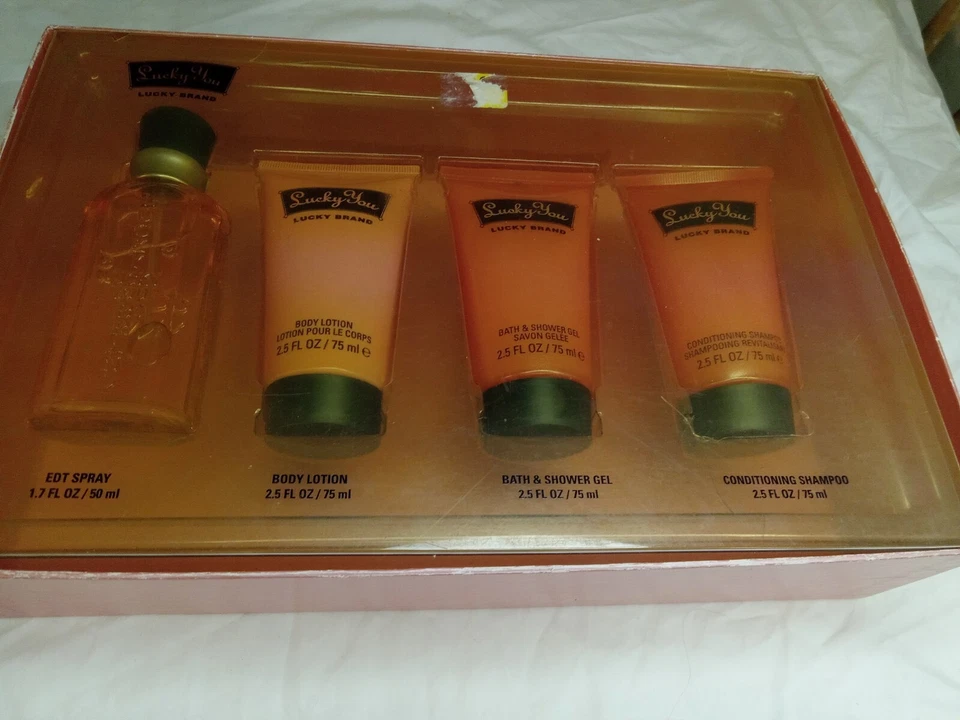 Lucky You
LUCKY BRAND
Lucky You
LUCKY BRAND
BODY LOTION
LOTION POUR LE CORPS
2.5 FL OZ / 75 ml e
Lucky You
LUCKY BRAND
BATH & SHOWER GEL
SAVON GELÉE
2.5 FL OZ / 75 ml e
Lucky You
LUCKY BRAND
CONDITIONING SHAMPOO
SHAMPOOING REVITALISANT
2.5 FL OZ / 75 ml e
EDT SPRAY
1.7 FL OZ / 50 ml
BODY LOTION
2.5 FL OZ / 75 ml
BATH & SHOWER GEL
2.5 FL OZ / 75 ml
CONDITIONING SHAMPOO
2.5 FL OZ / 75 ml